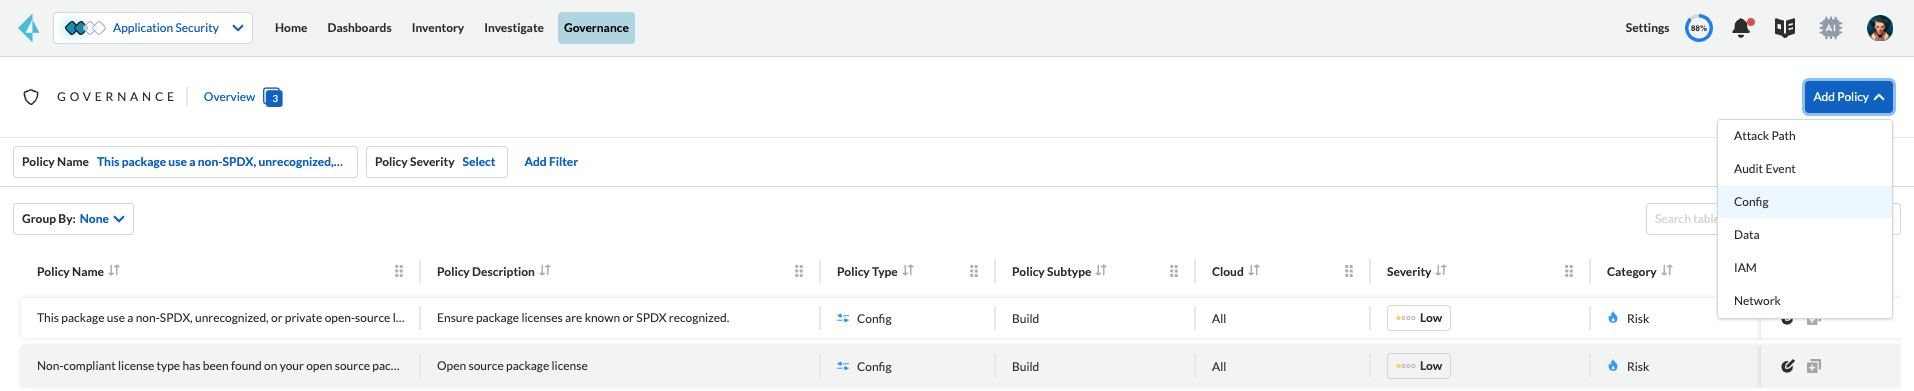 Application Security
Home
Dashboards
Inventory
Investigate
Governance
Settings
88%
AI
GOVERNANCE
Overview
3
Add Policy
Attack Path
Audit Event
Config
Data
IAM
Network
Policy Name This package use a non-SPDX, unrecognized,...
Policy Severity Select
Add Filter
Group By: None
Search table
Policy Name
Policy Description
Policy Type
Policy Subtype
Cloud
Severity
Category
This package use a non-SPDX, unrecognized, or private open-source l...
Ensure package licenses are known or SPDX recognized.
Config
Build
All
Low
Risk
Non-compliant license type has been found on your open source pac...
Open source package license
Config
Build
All
Low
Risk